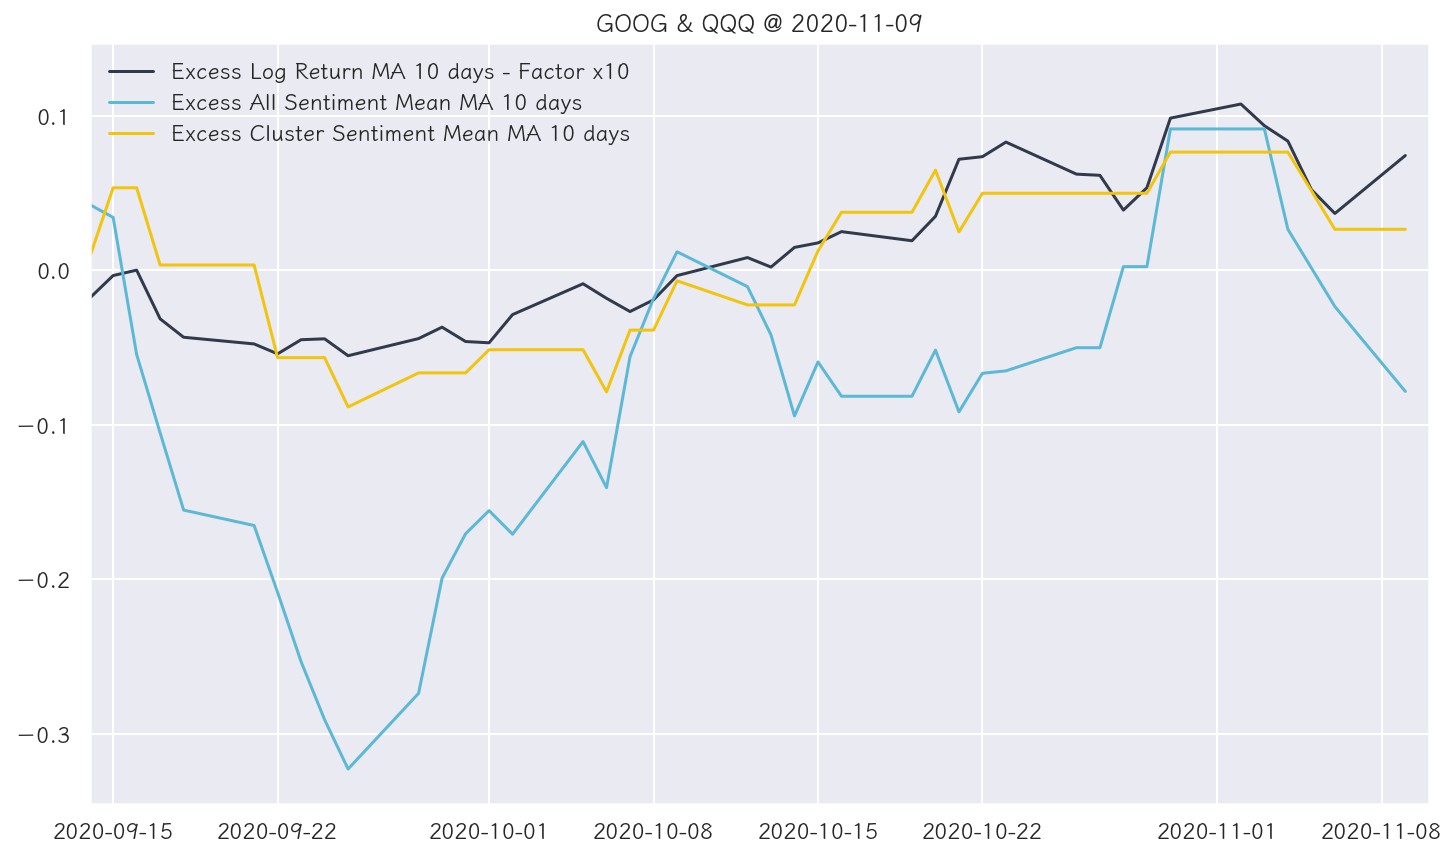 GOOG & QQQ @ 2020-11-09
Excess Log Return MA 10 days - Factor x10
Excess All Sentiment Mean MA 10 days
Excess Cluster Sentiment Mean MA 10 days
0.1
0.0
−0.1
−0.2
−0.3
2020-09-15 2020-09-22 2020-10-01 2020-10-08 2020-10-15 2020-10-22 2020-11-01 2020-11-08